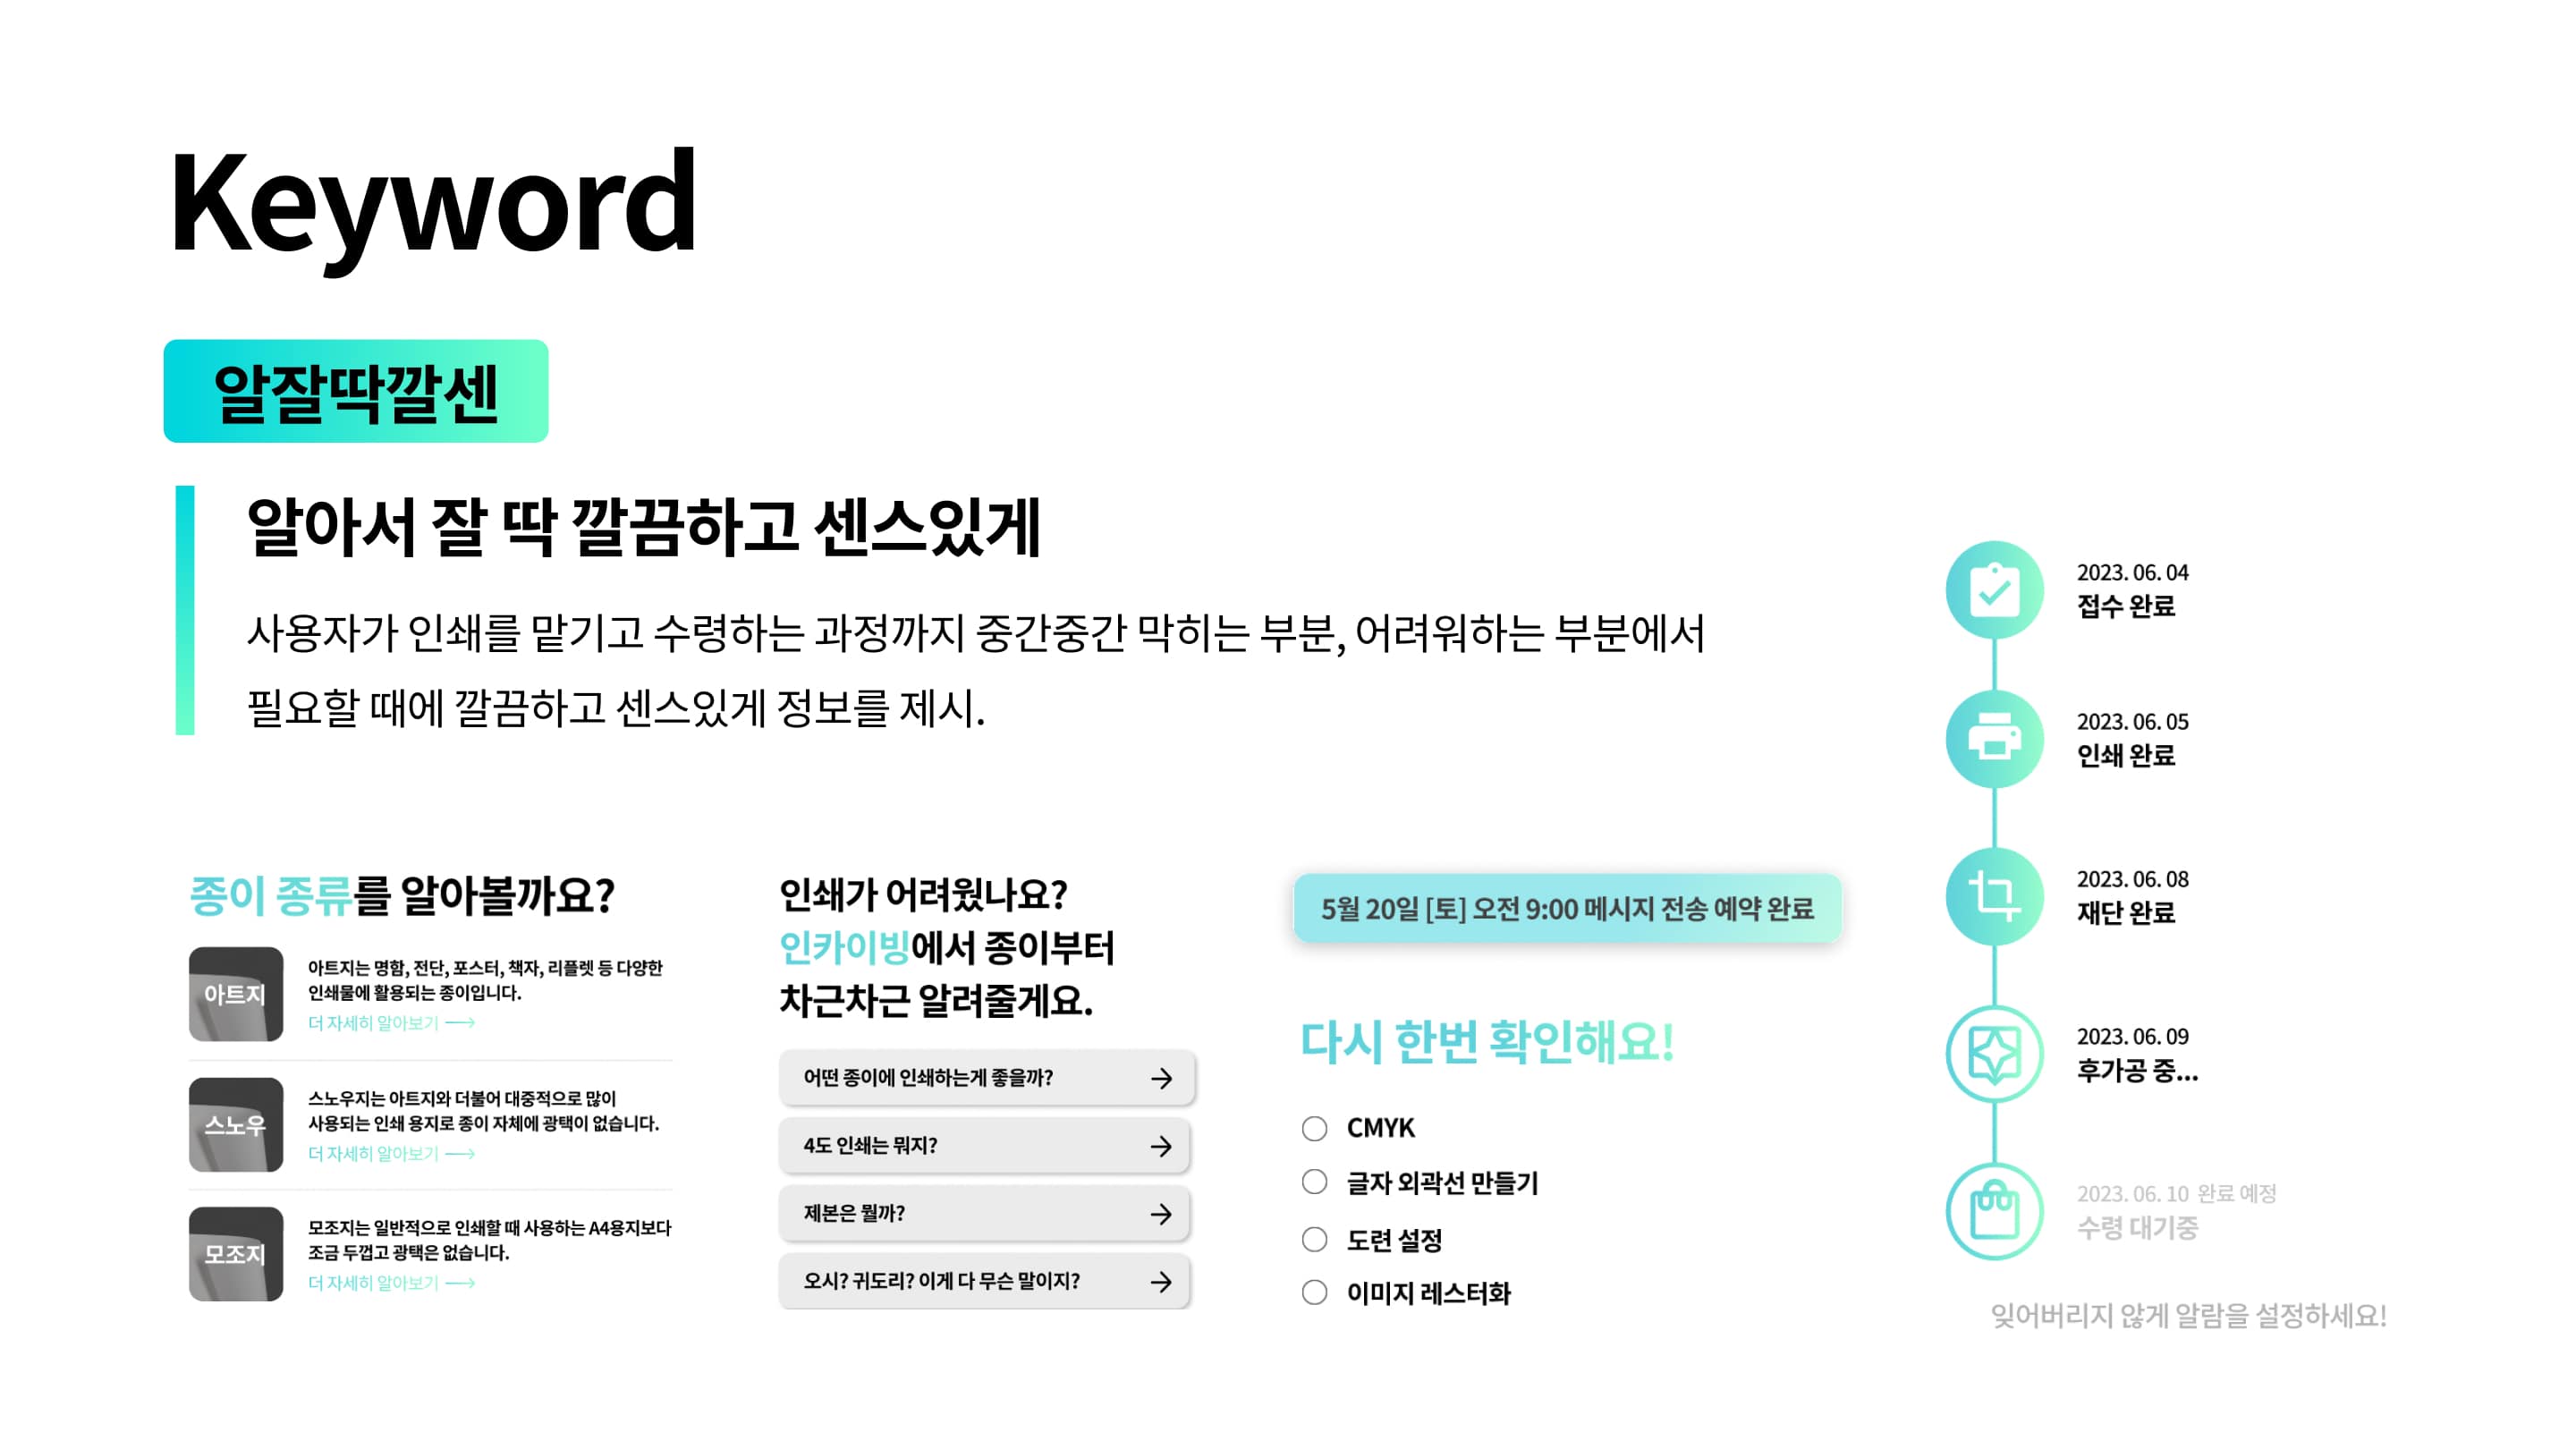 Keyword
알잘딱깔센
알아서 잘 딱 깔끔하고 센스있게
사용자가 인쇄를 맡기고 수령하는 과정까지 중간중간 막히는 부분, 어려워하는 부분에서
필요할 때에 깔끔하고 센스있게 정보를 제시.
종이 종류를 알아볼까요?
아트지
아트지는 명함, 전단, 포스터, 책자, 리플렛 등 다양한
인쇄물에 활용되는 종이입니다.
더 자세히 알아보기
스노우
스노우지는 아트지와 더불어 대중적으로 많이
사용되는 인쇄 용지로 종이 자체에 광택이 없습니다.
더 자세히 알아보기
모조지
모조지는 일반적으로 인쇄할 때 사용하는 A4용지보다
조금 두껍고 광택은 없습니다.
더 자세히 알아보기
인쇄가 어려웠나요?
인카이빙에서 종이부터
차근차근 알려줄게요.
어떤 종이에 인쇄하는게 좋을까?
4도 인쇄는 뭐지?
제본은 뭘까?
오시? 귀도리? 이게 다 무슨 말이지?
5월 20일 [토] 오전 9:00 메시지 전송 예약 완료
다시 한번 확인해요!
CMYK
글자 외곽선 만들기
도련 설정
이미지 레스터화
2023. 06. 04
접수 완료
2023. 06. 05
인쇄 완료
2023. 06. 08
재단 완료
2023. 06. 09
후가공 중...
2023. 06. 10 완료 예정
수령 대기중
잊어버리지 않게 알람을 설정하세요!